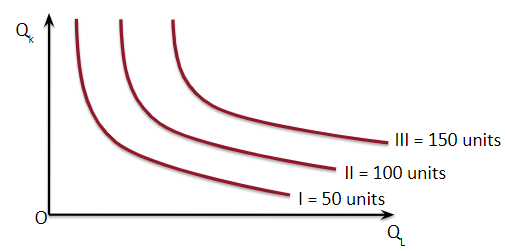 Qk
III = 150 units
II = 100 units
I = 50 units
O
QL